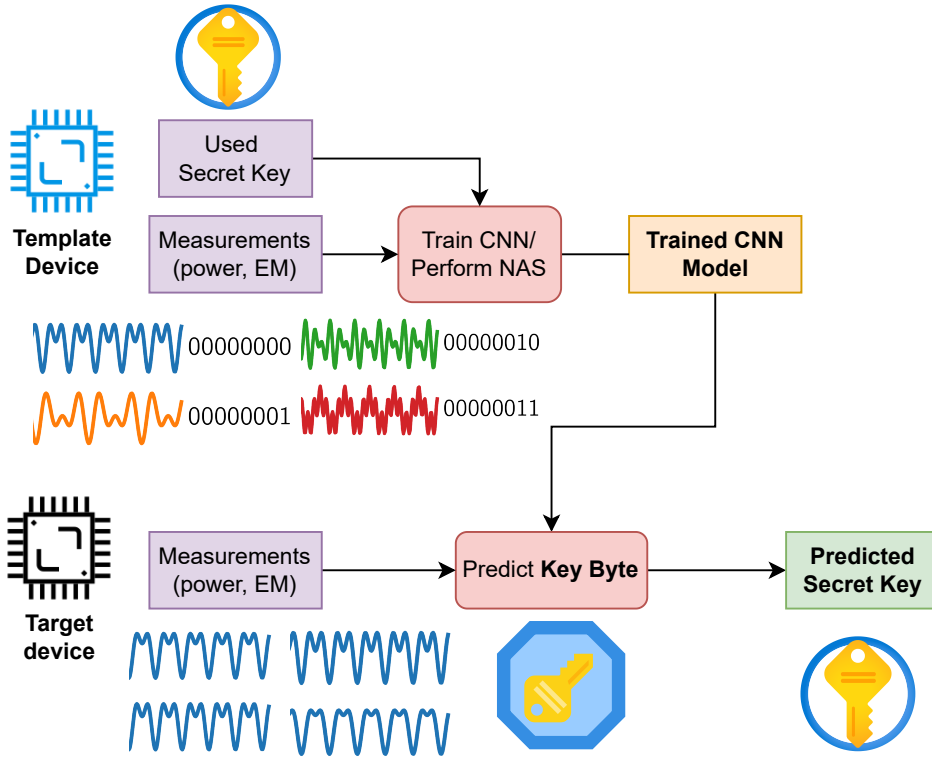 Used
Secret Key
Template
Device
Measurements
(power, EM)
Train CNN/
Perform NAS
Trained CNN
Model
00000000
00000010
00000001
00000011
Target
device
Measurements
(power, EM)
Predict Key Byte
Predicted
Secret Key